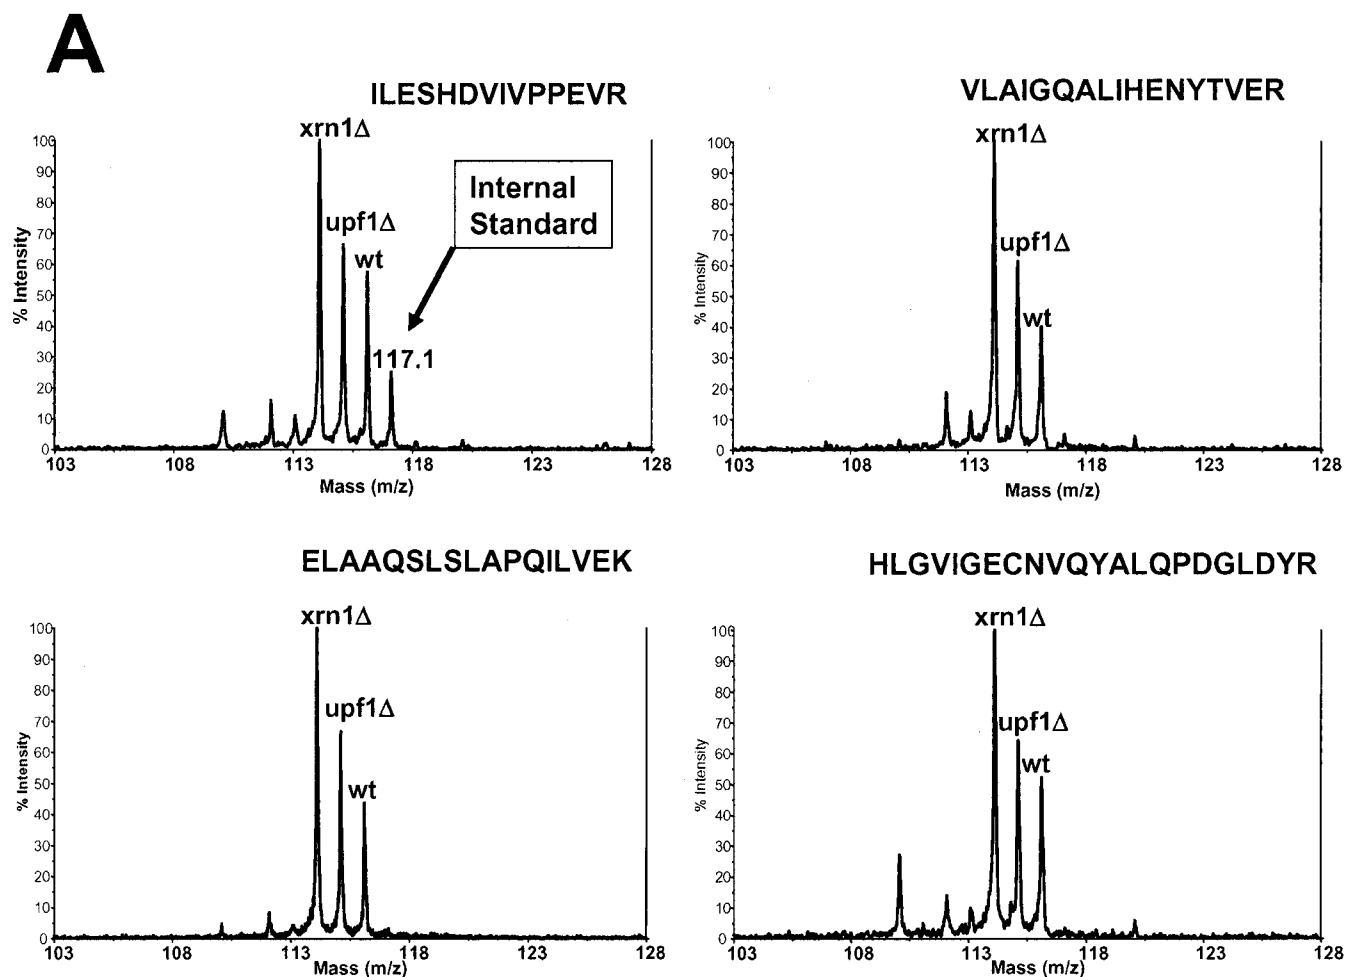 A
ILESHDVIVPPEVR
xrn1Δ
upf1Δ
wt
117.1
Internal
Standard
100
90
80
70
60
50
40
30
20
10
0
% Intensity
103
108
113
118
123
128
Mass (m/z)
VLAIGQALIHENYTVER
xrn1Δ
upf1Δ
wt
100
90
80
70
60
50
40
30
20
10
0
% Intensity
103
108
113
118
123
128
Mass (m/z)
ELAAQSLSLAPQILVEK
xrn1Δ
upf1Δ
wt
100
90
80
70
60
50
40
30
20
10
0
% Intensity
103
108
113
118
123
128
Mass (m/z)
HLGVIGECNVQYALQPDGLDYR
xrn1Δ
upf1Δ
wt
100
90
80
70
60
50
40
30
20
10
0
% Intensity
103
108
113
118
123
128
Mass (m/z)